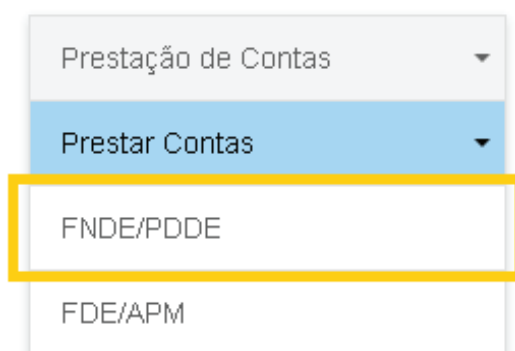 Prestação de Contas
Prestar Contas
FNDE/PDDE
FDE/APM